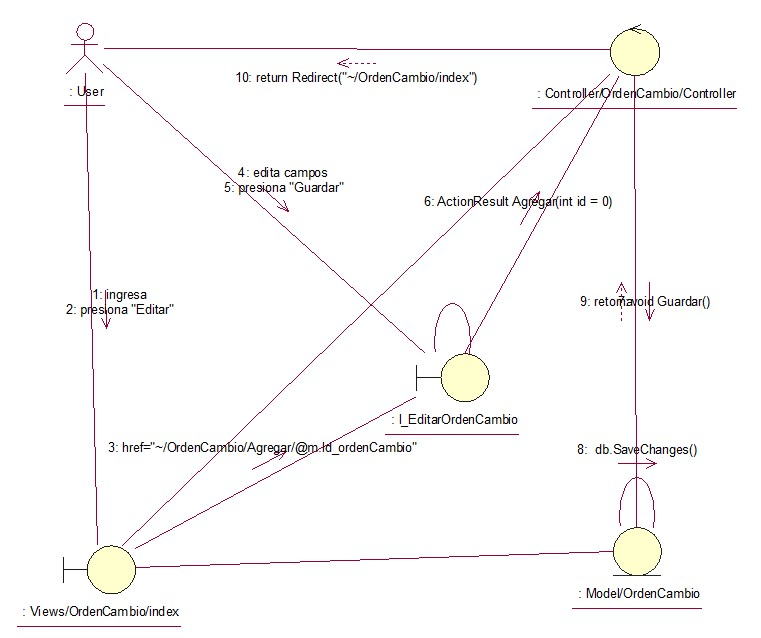 10: return Redirect("~/OrdenCambio/index")
: User
: Controller/OrdenCambio/Controller
4: edita campos
5: presiona "Guardar"
6: ActionResult Agregar(int id = 0)
1: ingresa
2: presiona "Editar"
9: retorna void Guardar()
: I_EditarOrdenCambio
3: href="~/OrdenCambio/Agregar/@m.Id_ordenCambio"
8: db.SaveChanges()
: Model/OrdenCambio
: Views/OrdenCambio/index